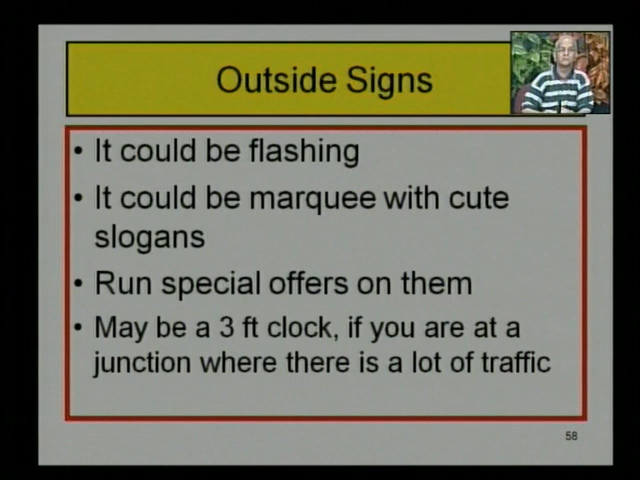 Outside Signs
• It could be flashing
• It could be marquee with cute
slogans
• Run special offers on them
• May be a 3 ft clock, if you are at a
junction where there is a lot of traffic
58